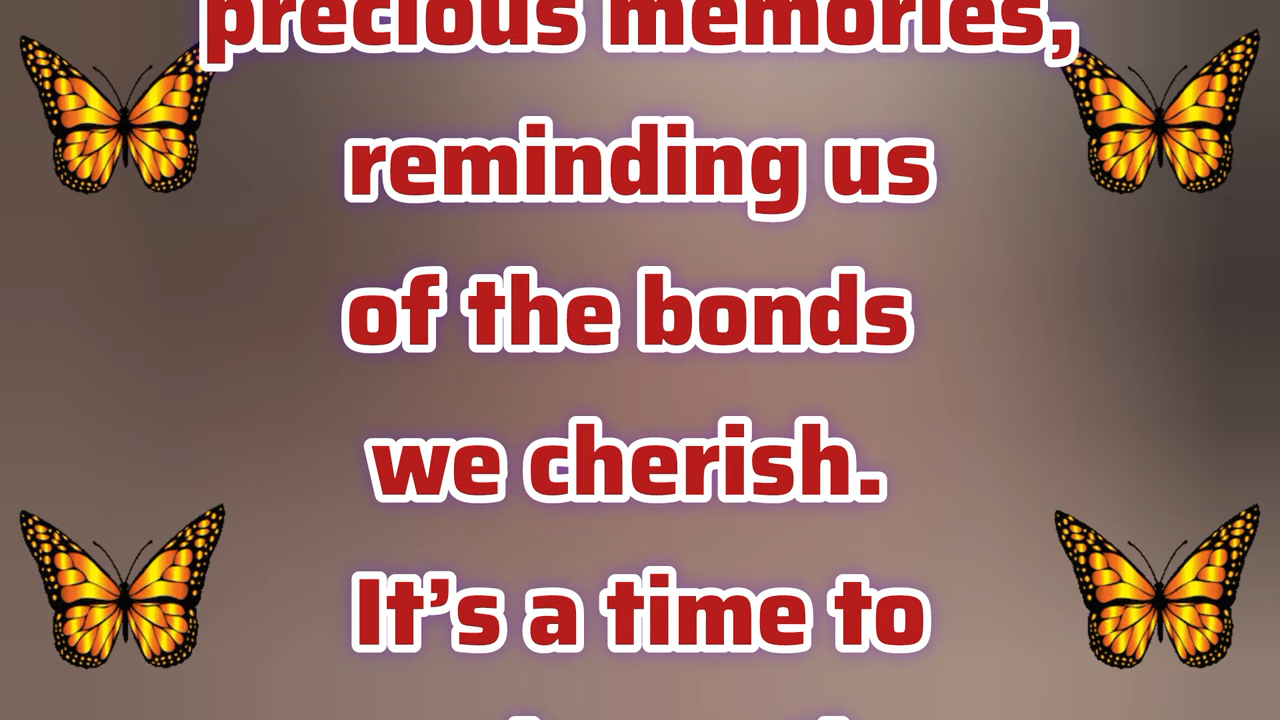 precious memories,
reminding us
of the bonds
we cherish.
It’s a time to